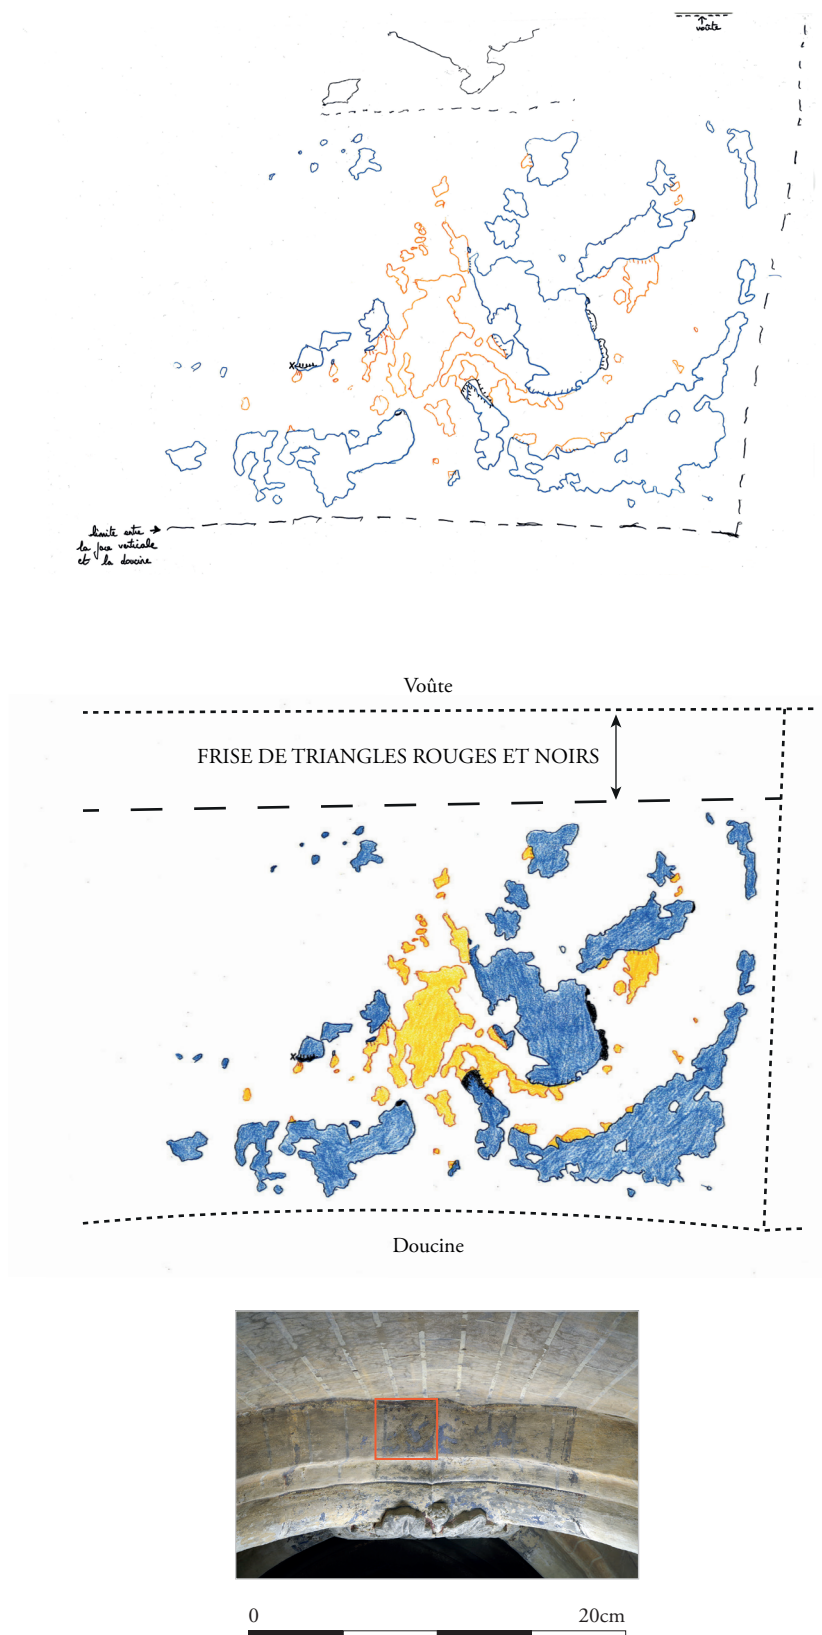 voûte
limite entre
la face verticale
et la doucine
Voûte
FRISE DE TRIANGLES ROUGES ET NOIRS
Doucine
0 20cm